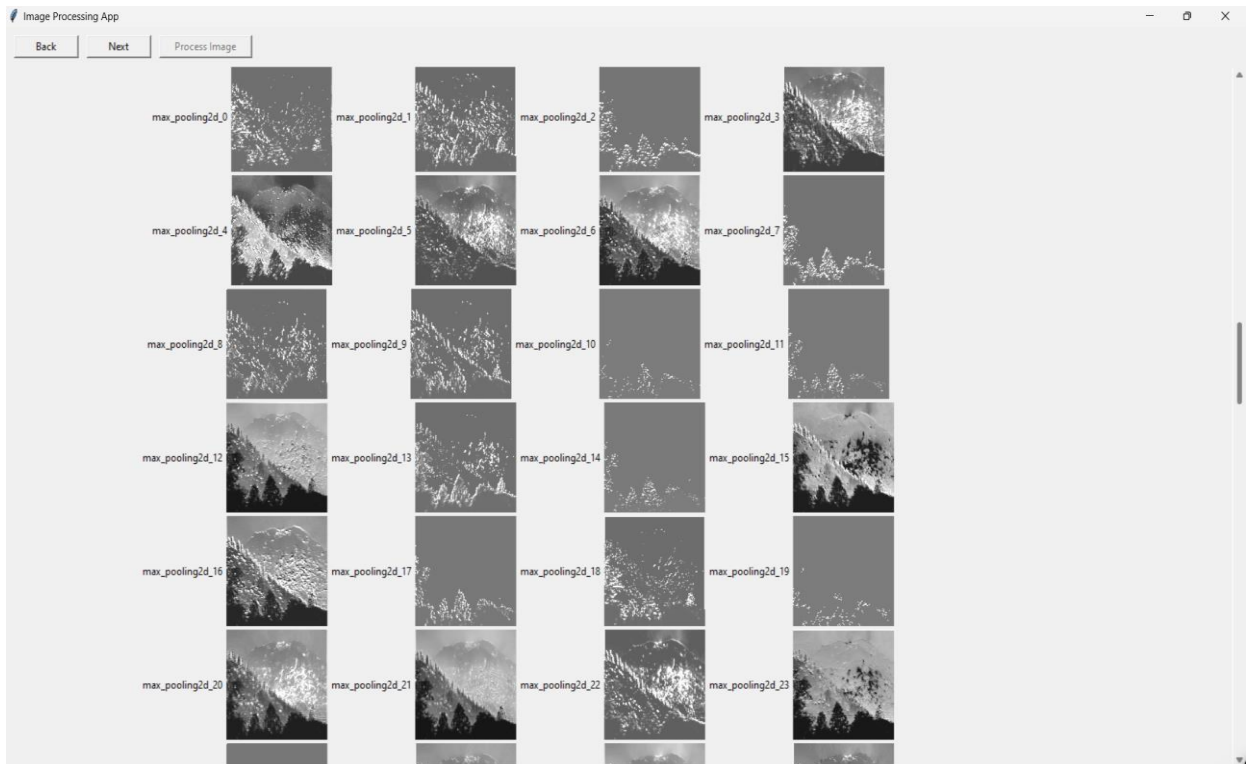 Image Processing App
Back Next Process Image
max_pooling2d_0 max_pooling2d_1 max_pooling2d_2 max_pooling2d_3
max_pooling2d_4 max_pooling2d_5 max_pooling2d_6 max_pooling2d_7
max_pooling2d_8 max_pooling2d_9 max_pooling2d_10 max_pooling2d_11
max_pooling2d_12 max_pooling2d_13 max_pooling2d_14 max_pooling2d_15
max_pooling2d_16 max_pooling2d_17 max_pooling2d_18 max_pooling2d_19
max_pooling2d_20 max_pooling2d_21 max_pooling2d_22 max_pooling2d_23